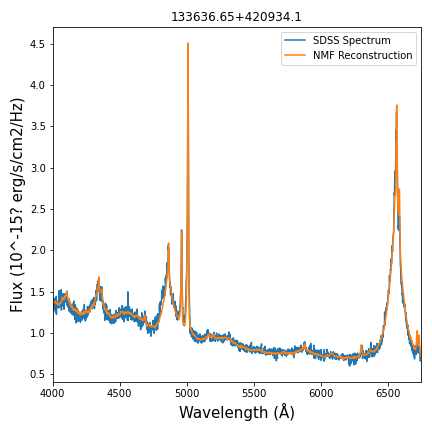 133636.65+420934.1
SDSS Spectrum
NMF Reconstruction
Flux (10^-15? erg/s/cm2/Hz)
4.5
4.0
3.5
3.0
2.5
2.0
1.5
1.0
0.5
4000 4500 5000 5500 6000 6500
Wavelength (Å)